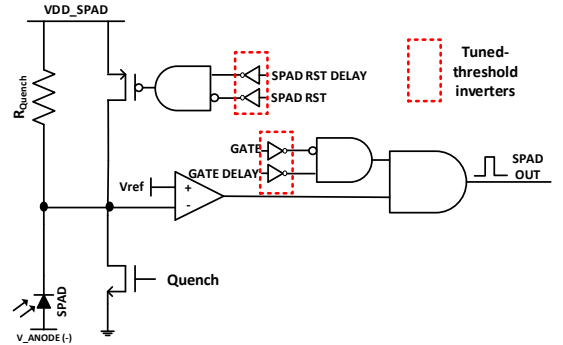 VDD_SPAD
RQuench
SPAD RST DELAY
SPAD RST
Tuned-
threshold
inverters
GATE
GATE DELAY
Vref
+
-
SPAD
OUT
Quench
SPAD
V_ANODE (-)